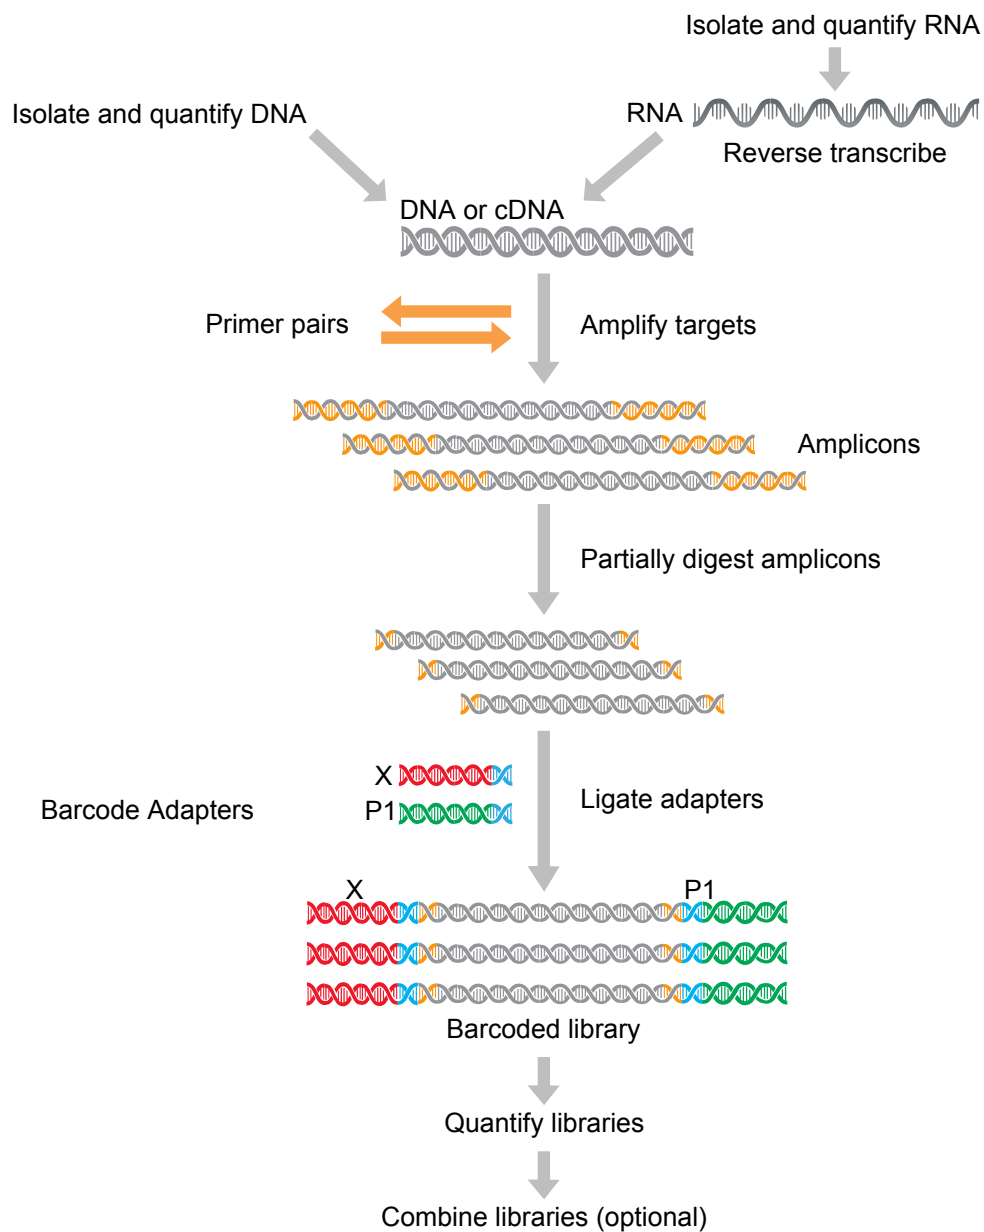 Isolate and quantify RNA
Isolate and quantify DNA
RNA
Reverse transcribe
DNA or cDNA
Primer pairs
Amplify targets
Amplicons
Partially digest amplicons
X
P1
Barcode Adapters
Ligate adapters
X
P1
Barcoded library
Quantify libraries
Combine libraries (optional)